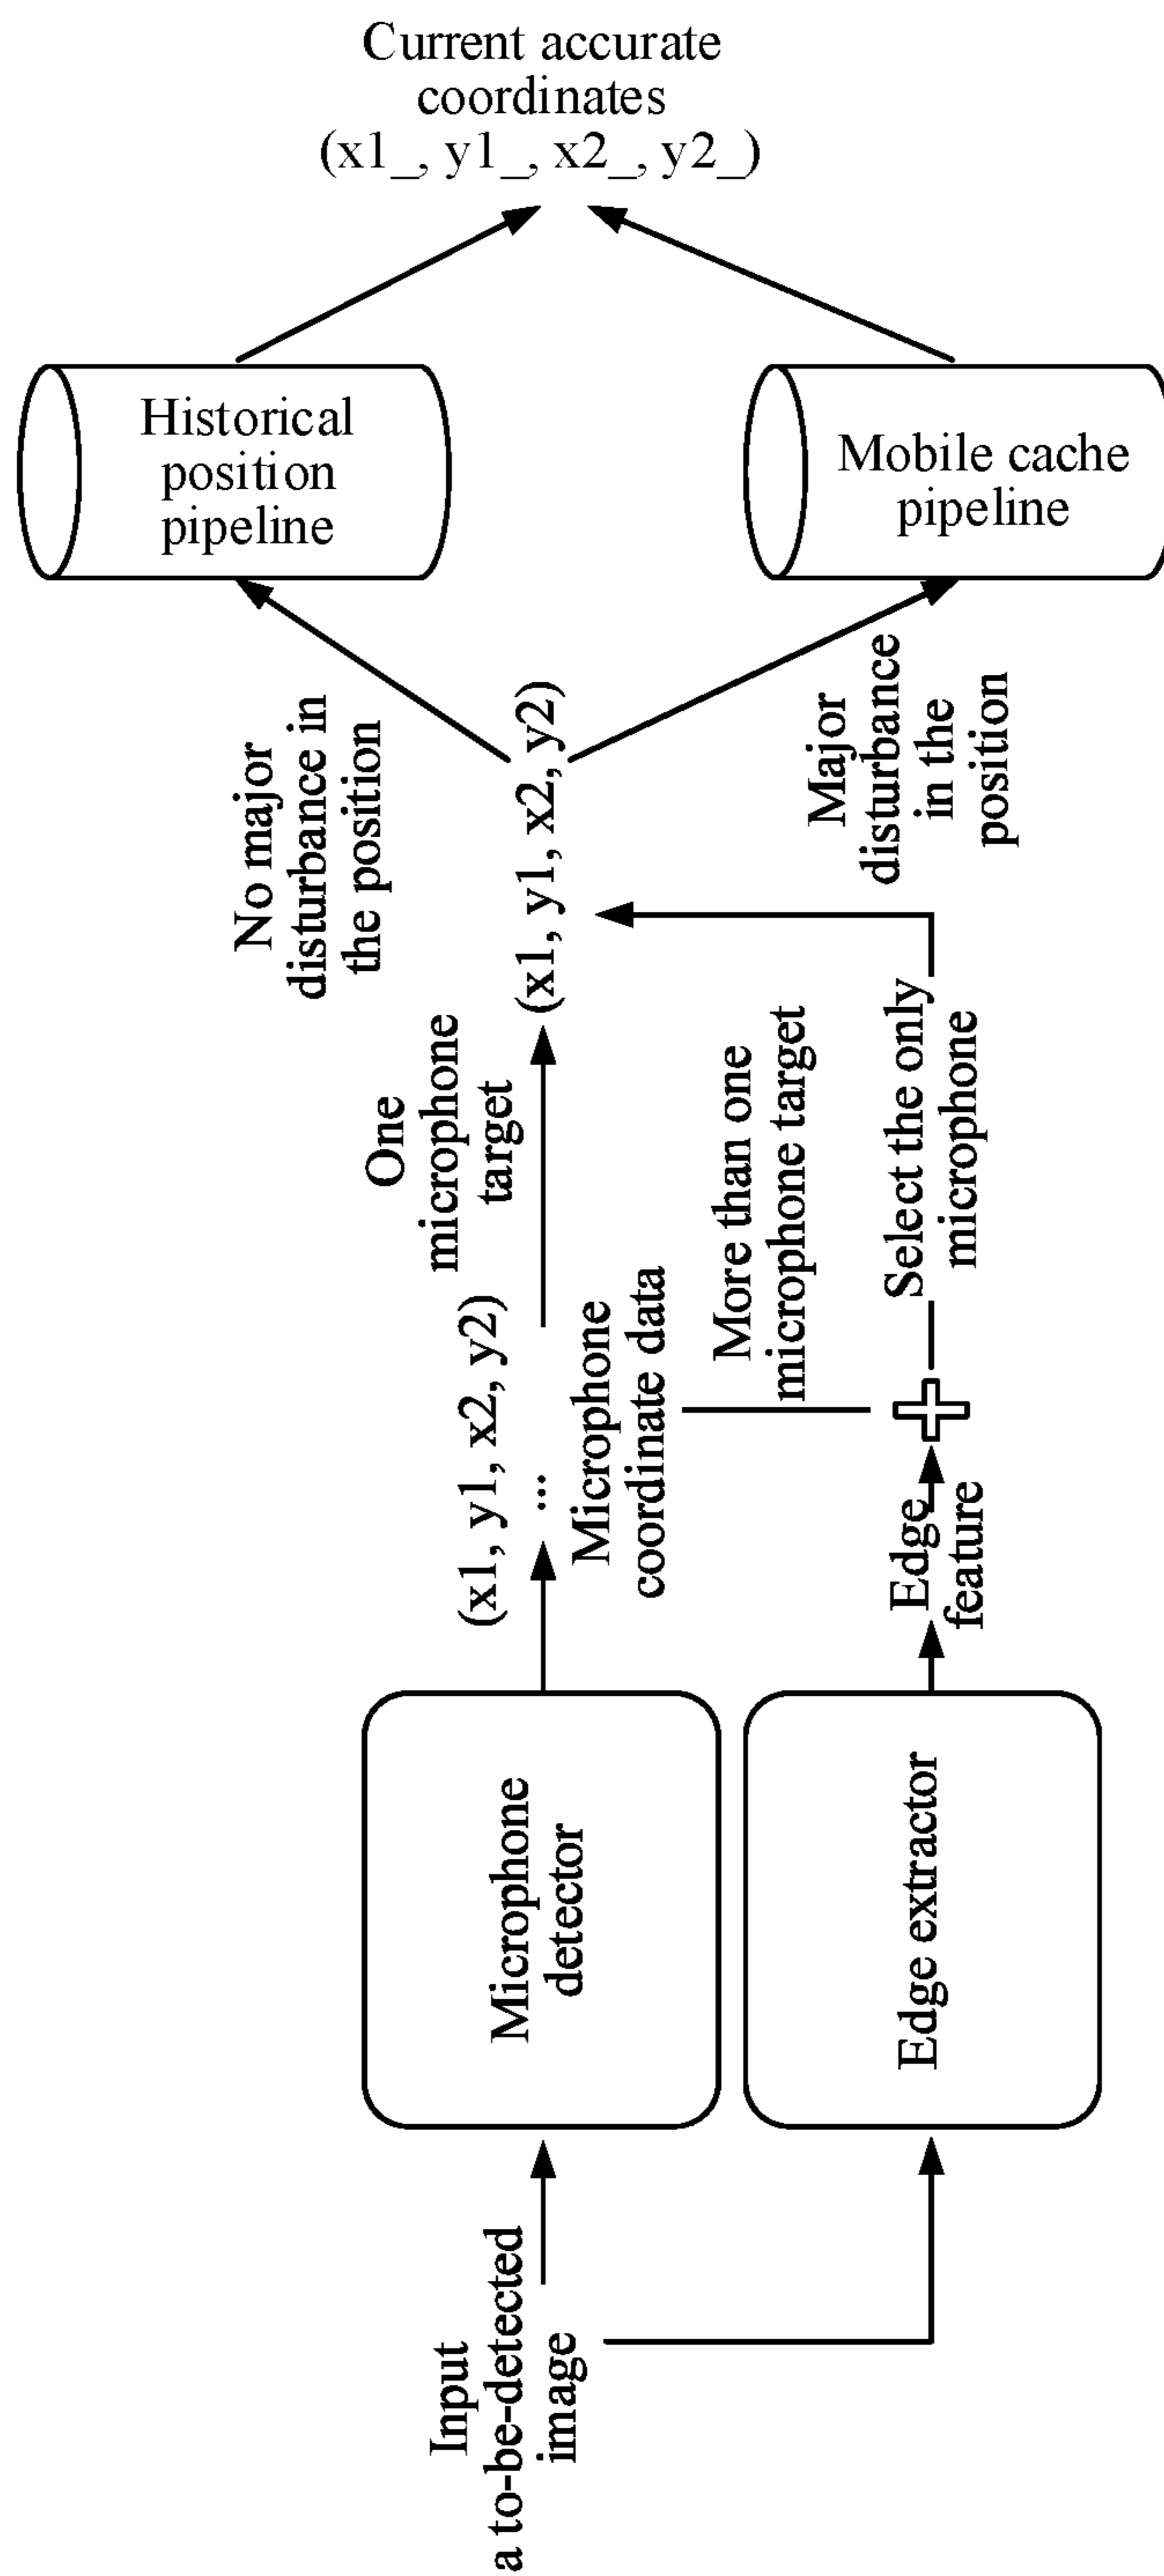 Input
a to-be-detected
image
Microphone
detector
Edge extractor
(x1, y1, x2, y2)
...
Microphone
coordinate data
Edge
feature
One
microphone
target
More than one
microphone target
Select the only
microphone
(x1, y1, x2, y2)
No major
disturbance in
the position
Major
disturbance
in the
position
Historical
position
pipeline
Mobile cache
pipeline
Current accurate
coordinates
(x1_, y1_, x2_, y2_)